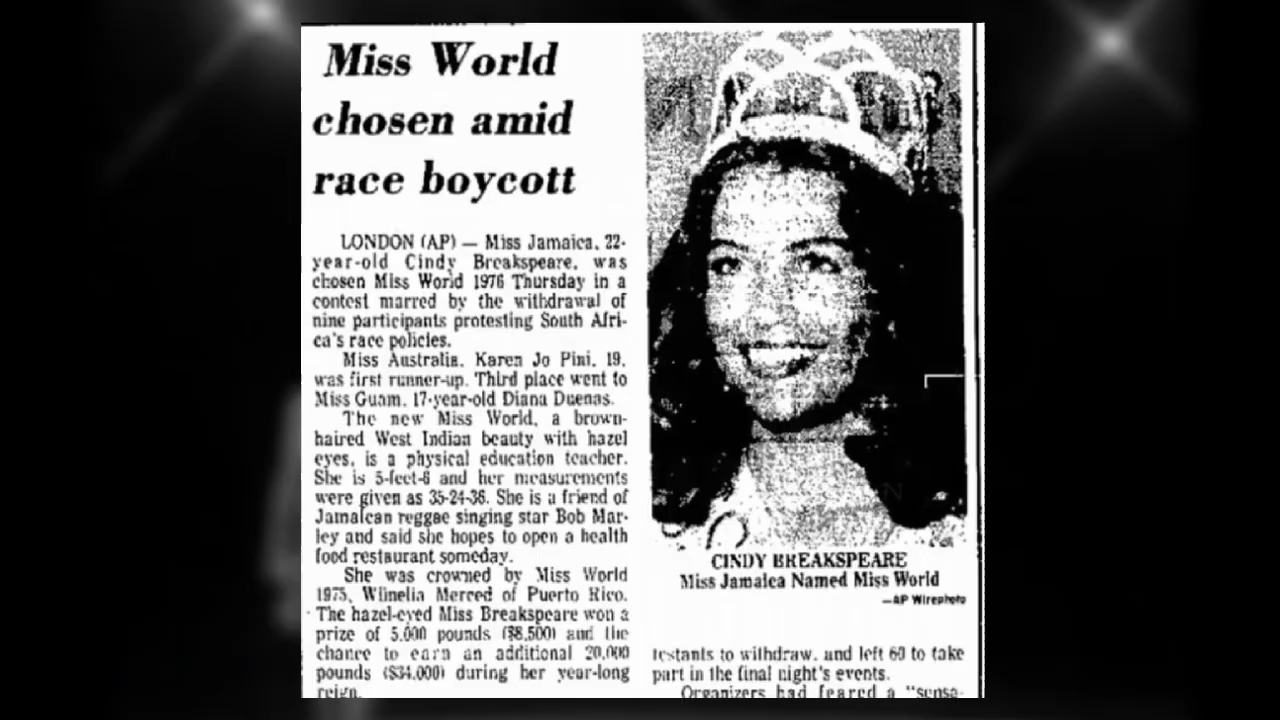 Miss World
chosen amid
race boycott
LONDON (AP) — Miss Jamaica, 22-
year-old Cindy Breakspeare, was
chosen Miss World 1976 Thursday in a
contest marred by the withdrawal of
nine participants protesting South Afri-
ca's race policies.
Miss Australia, Karen Jo Pini, 19,
was first runner-up. Third place went to
Miss Guam, 17-year-old Diana Duenas.
The new Miss World, a brown-
haired West Indian beauty with hazel
eyes, is a physical education teacher.
She is 5-feet-6 and her measurements
were given as 35-24-36. She is a friend of
Jamaican reggae singing star Bob Mar-
ley and said she hopes to open a health
food restaurant someday.
She was crowned by Miss World
1975, Wilnelia Merced of Puerto Rico.
The hazel-eyed Miss Breakspeare won a
prize of 5,000 pounds ($8,500) and the
chance to earn an additional 20,000
pounds ($34,000) during her year-long
reign.
CINDY BREAKSPEARE
Miss Jamaica Named Miss World
—AP Wirephoto
testants to withdraw, and left 60 to take
part in the final night's events.
Organizers had feared a "sensa-